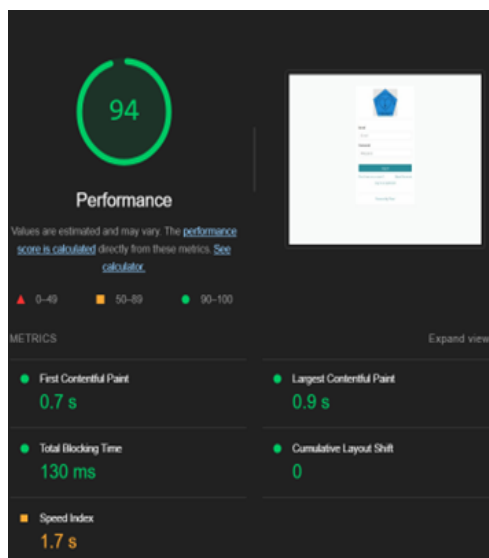 94
Performance
Values are estimated and may vary. The performance
score is calculated directly from these metrics. See
calculator.
0–49
50–89
90–100
METRICS
Expand view
First Contentful Paint
0.7 s
Largest Contentful Paint
0.9 s
Total Blocking Time
130 ms
Cumulative Layout Shift
0
Speed Index
1.7 s